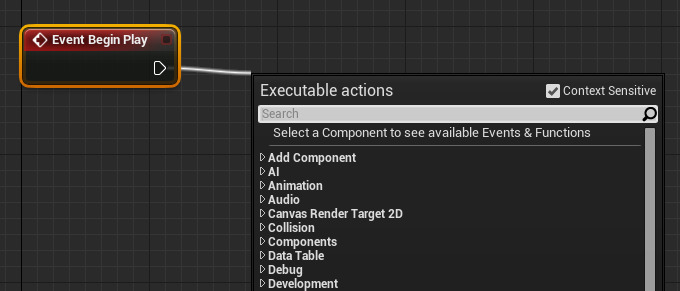 Event Begin Play
Executable actions
Context Sensitive
Search
Select a Component to see available Events & Functions
Add Component
AI
Animation
Audio
Canvas Render Target 2D
Collision
Components
Data Table
Debug
Development